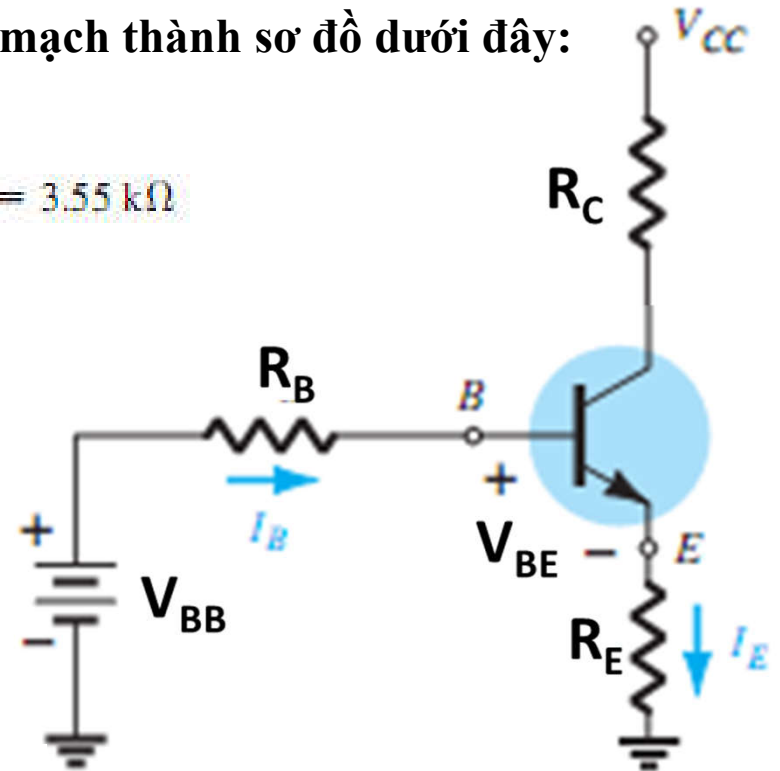 mạch thành sơ đồ dưới đây:
V_CC
= 3.55 kΩ
R_C
R_B
B
+
I_B
+
V_BE
−
E
V_BB
−
R_E
I_E